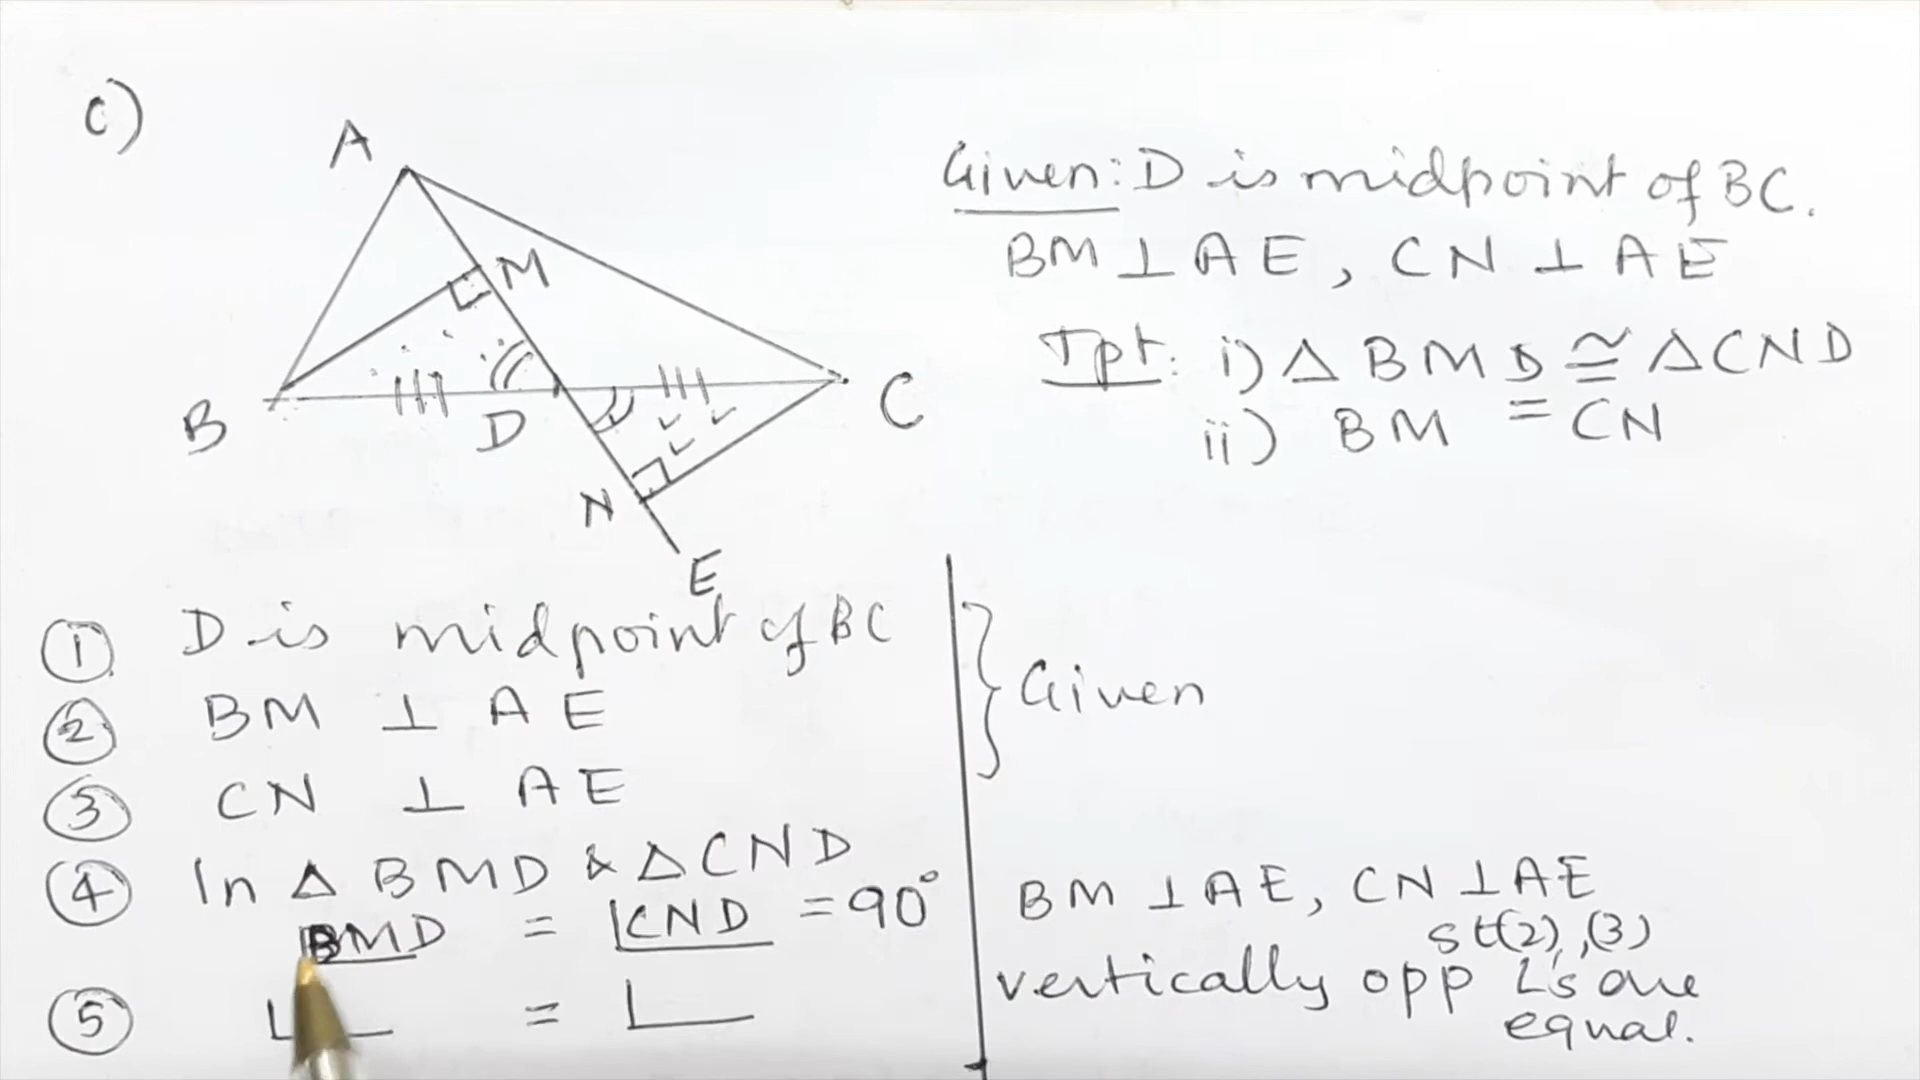 c)
A
M
B
D
C
N
E
Given: D is midpoint of BC.
BM ⊥ AE, CN ⊥ AE
Tpt: i) △ BMD ≅ △ CND
ii) BM = CN
① D is midpoint of BC
② BM ⊥ AE
③ CN ⊥ AE
} Given
④ In △ BMD & △ CND
∠BMD = ∠CND = 90°
BM ⊥ AE, CN ⊥ AE
st(2), (3)
⑤ ∠ = ∠
vertically opp ∠'s are
equal.